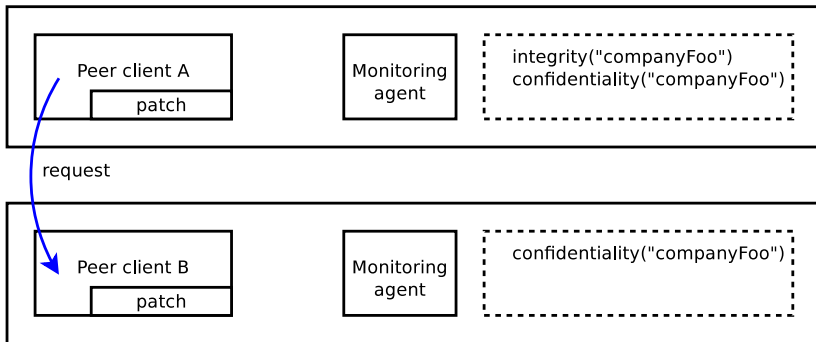 Peer client A
patch
Monitoring
agent
integrity("companyFoo")
confidentiality("companyFoo")
request
Peer client B
patch
Monitoring
agent
confidentiality("companyFoo")